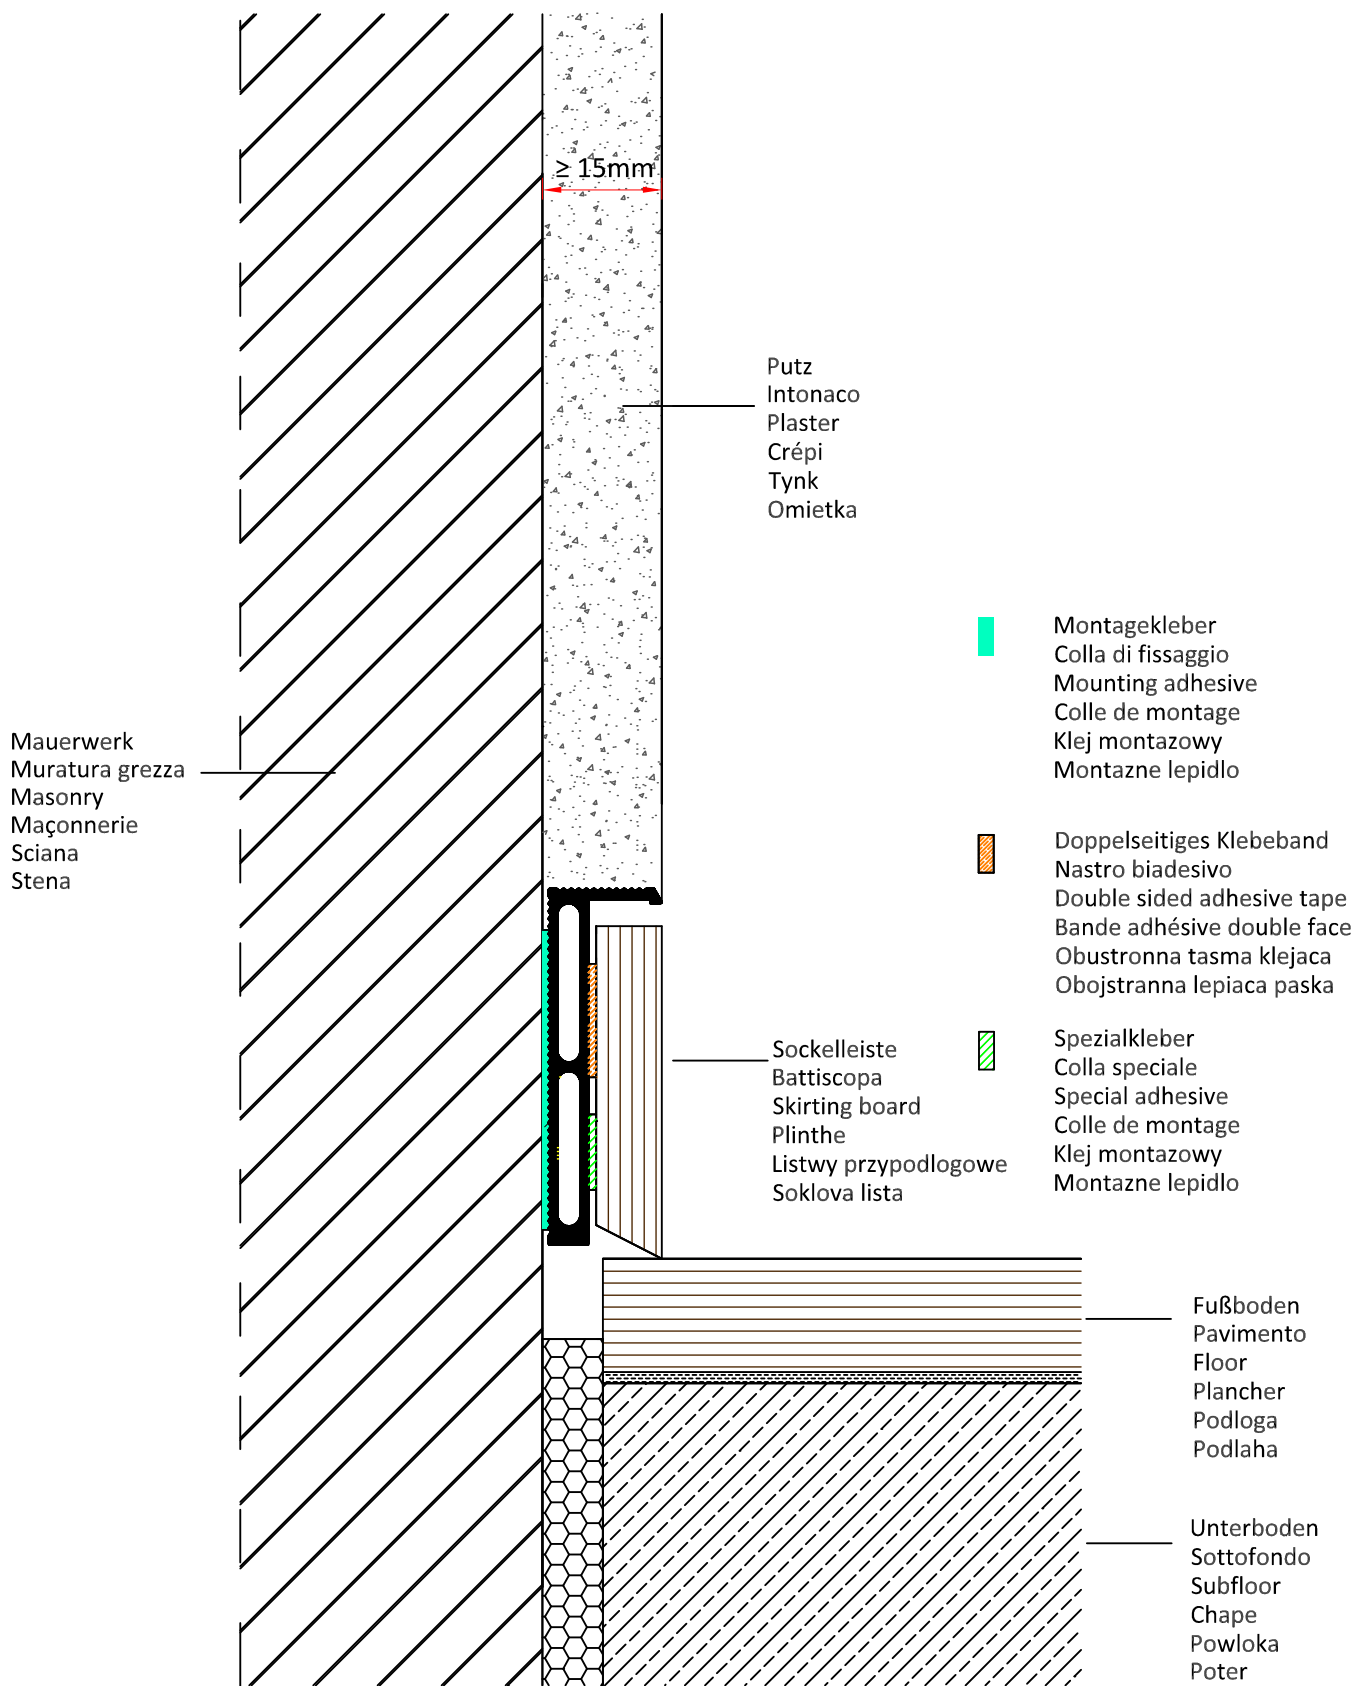 ≥ 15mm
Putz
Intonaco
Plaster
Crépi
Tynk
Omietka
Montagekleber
Colla di fissaggio
Mounting adhesive
Colle de montage
Klej montazowy
Montazne lepidlo
Mauerwerk
Muratura grezza
Masonry
Maçonnerie
Sciana
Stena
Doppelseitiges Klebeband
Nastro biadesivo
Double sided adhesive tape
Bande adhésive double face
Obustronna tasma klejaca
Obojstranna lepiaca paska
Sockelleiste
Battiscopa
Skirting board
Plinthe
Listwy przypodlogowe
Soklova lista
Spezialkleber
Colla speciale
Special adhesive
Colle de montage
Klej montazowy
Montazne lepidlo
Fußboden
Pavimento
Floor
Plancher
Podloga
Podlaha
Unterboden
Sottofondo
Subfloor
Chape
Powloka
Poter